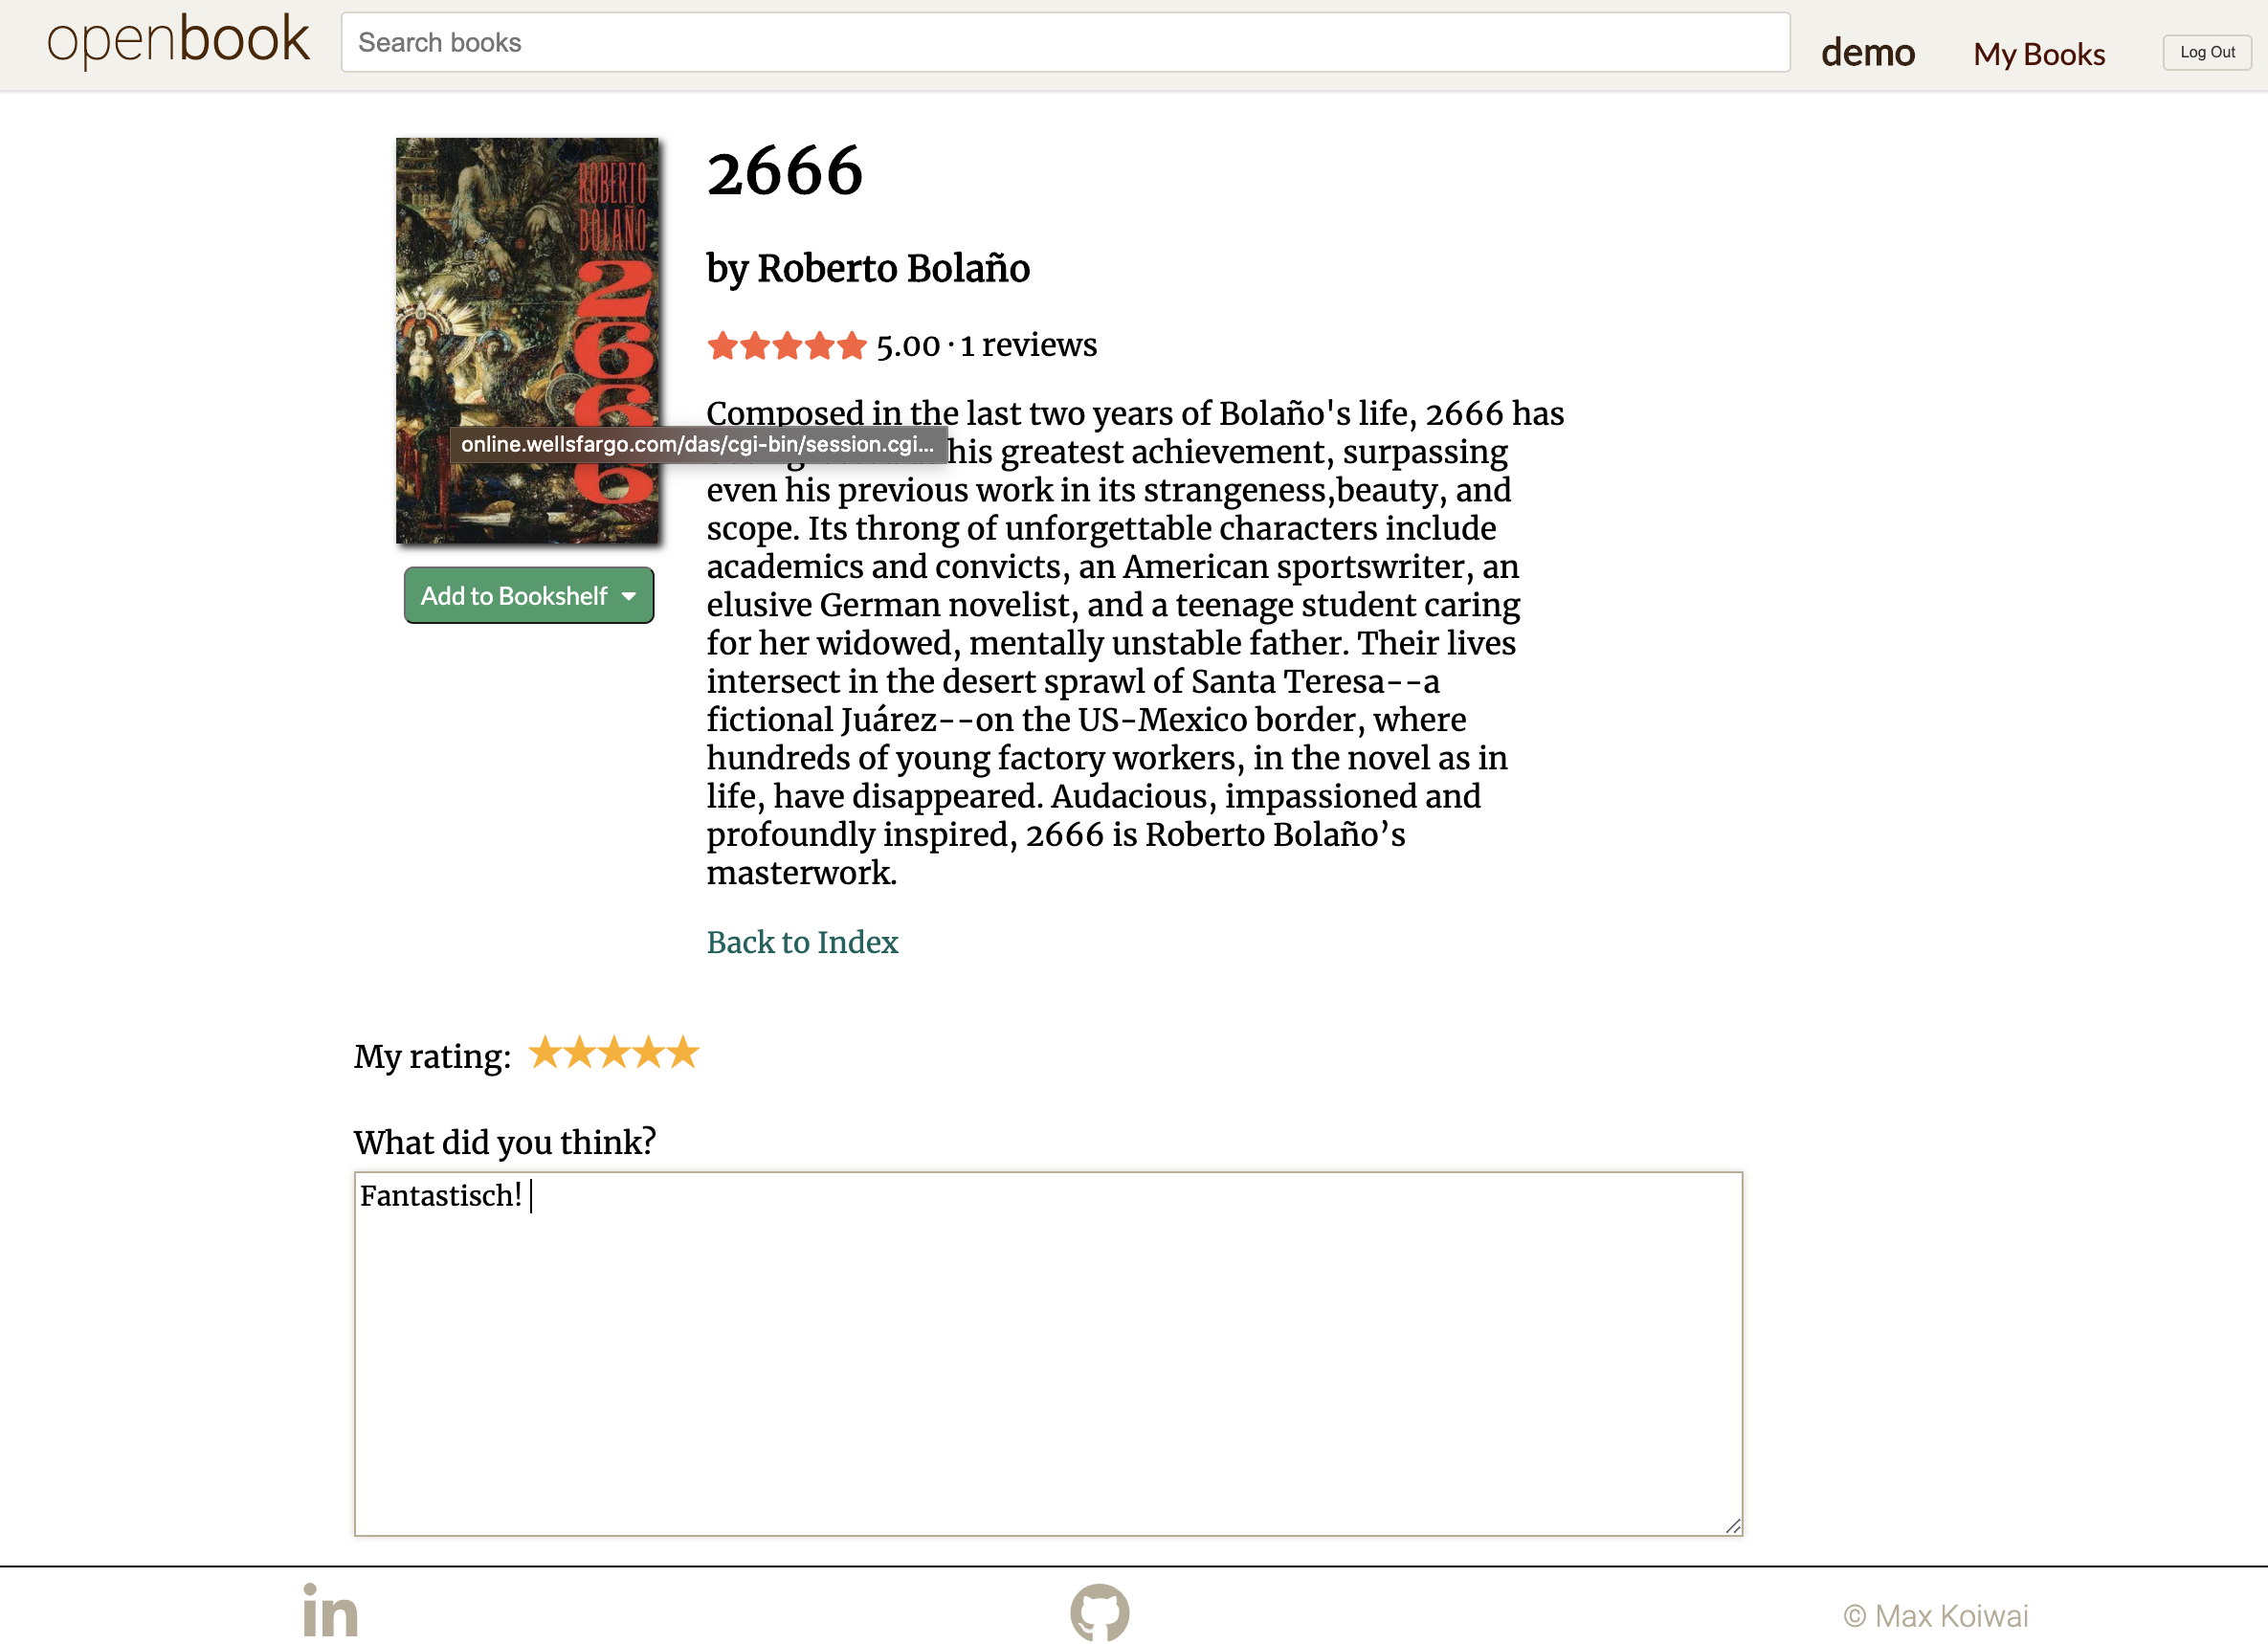 openbook
Search books
demo
My Books
Log Out
ROBERTO
BOLAÑO
2666
2666
by Roberto Bolaño
5.00 · 1 reviews
Composed in the last two years of Bolaño's life, 2666 has
online.wellsfargo.com/das/cgi-bin/session.cgi...
his greatest achievement, surpassing
even his previous work in its strangeness,beauty, and
scope. Its throng of unforgettable characters include
academics and convicts, an American sportswriter, an
elusive German novelist, and a teenage student caring
for her widowed, mentally unstable father. Their lives
intersect in the desert sprawl of Santa Teresa--a
fictional Juárez--on the US-Mexico border, where
hundreds of young factory workers, in the novel as in
life, have disappeared. Audacious, impassioned and
profoundly inspired, 2666 is Roberto Bolaño’s
masterwork.
Add to Bookshelf
Back to Index
My rating:
What did you think?
Fantastisch!
in
© Max Koiwai